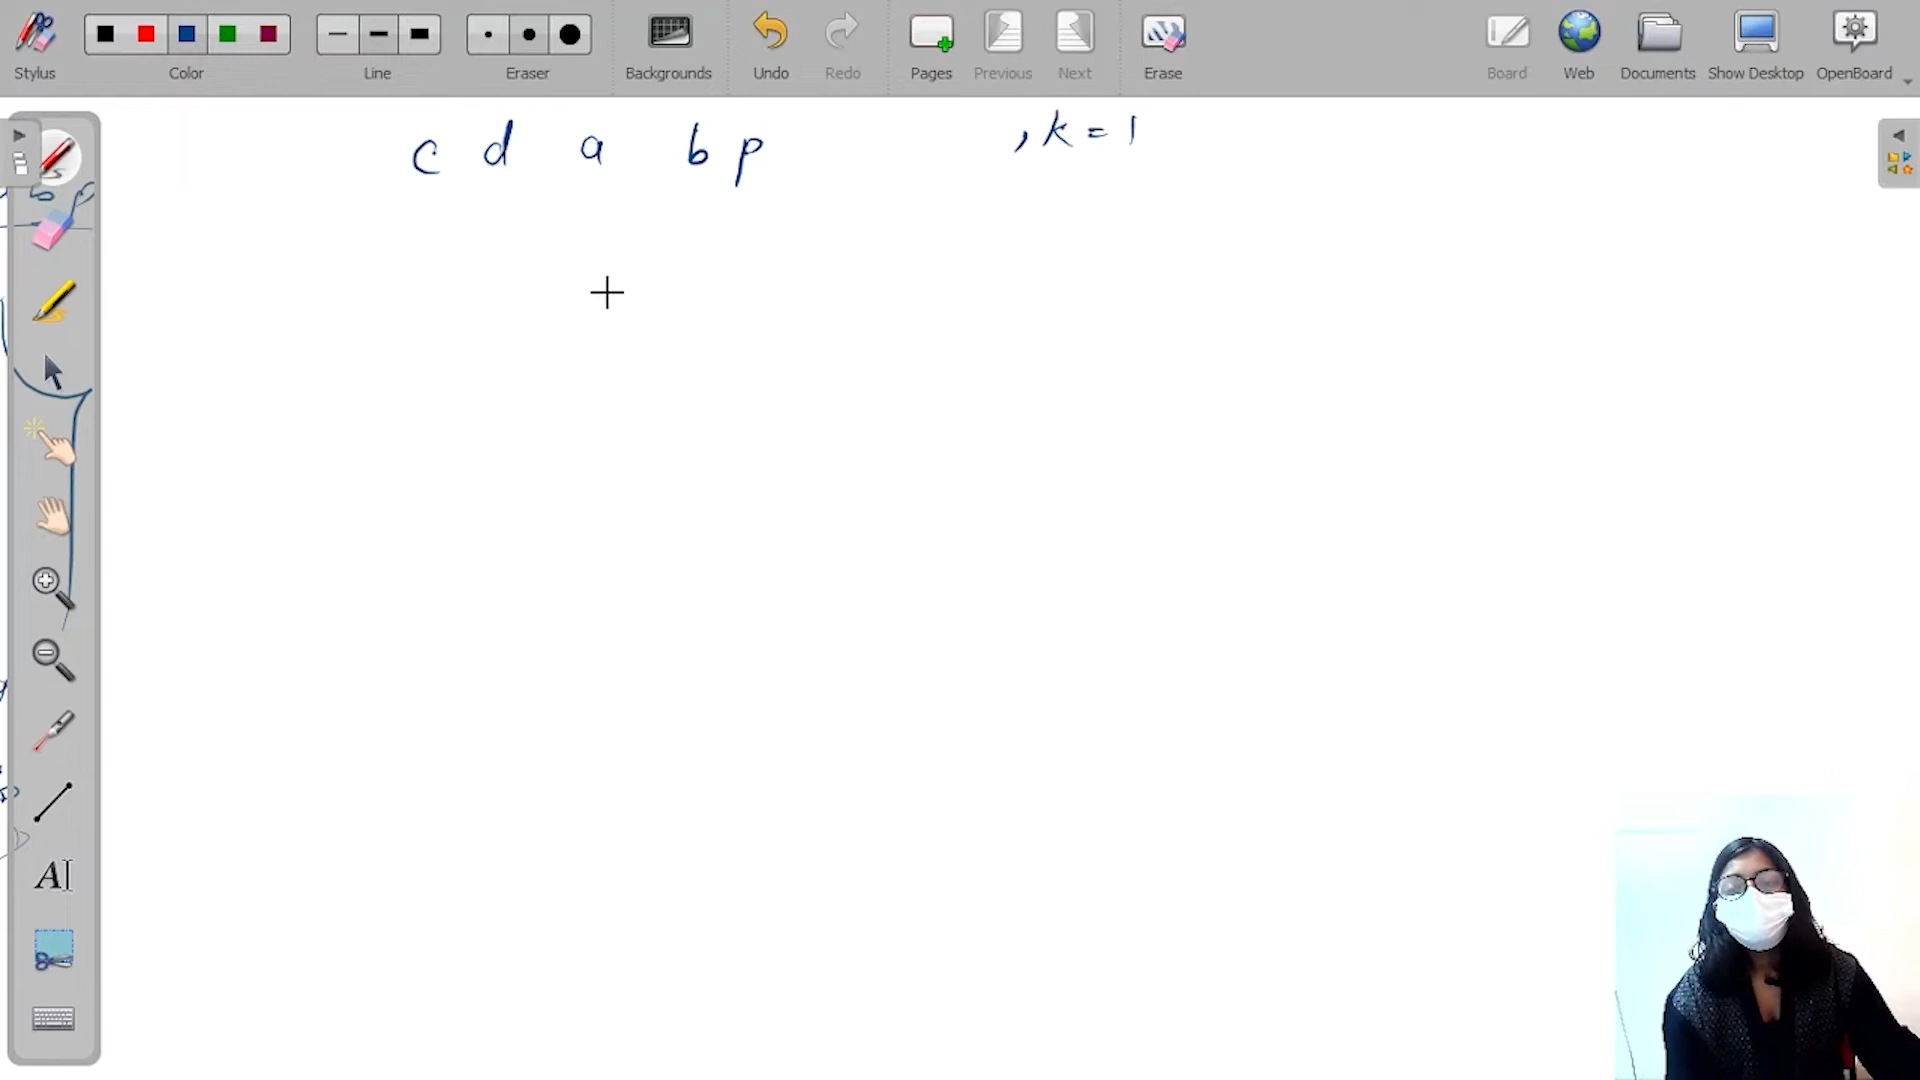 Stylus Color Line Eraser Backgrounds Undo Redo Pages Previous Next Erase Board Web Documents Show Desktop OpenBoard
c d a b p , k = 1
A